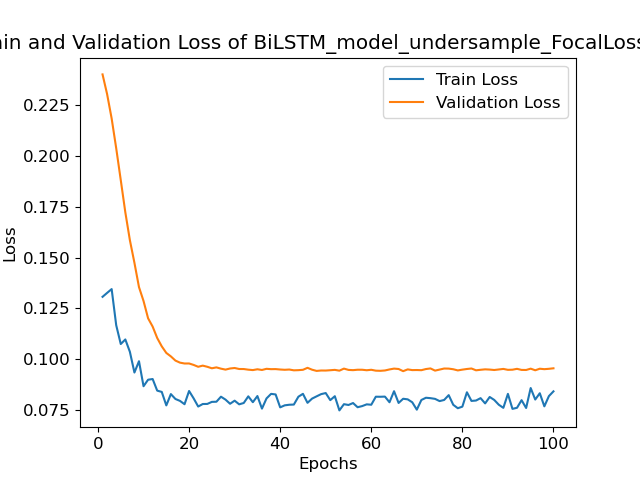 ain and Validation Loss of BiLSTM_model_undersample_FocalLoss
Train Loss
Validation Loss
0.225
0.200
0.175
0.150
0.125
0.100
0.075
Loss
0 20 40 60 80 100
Epochs